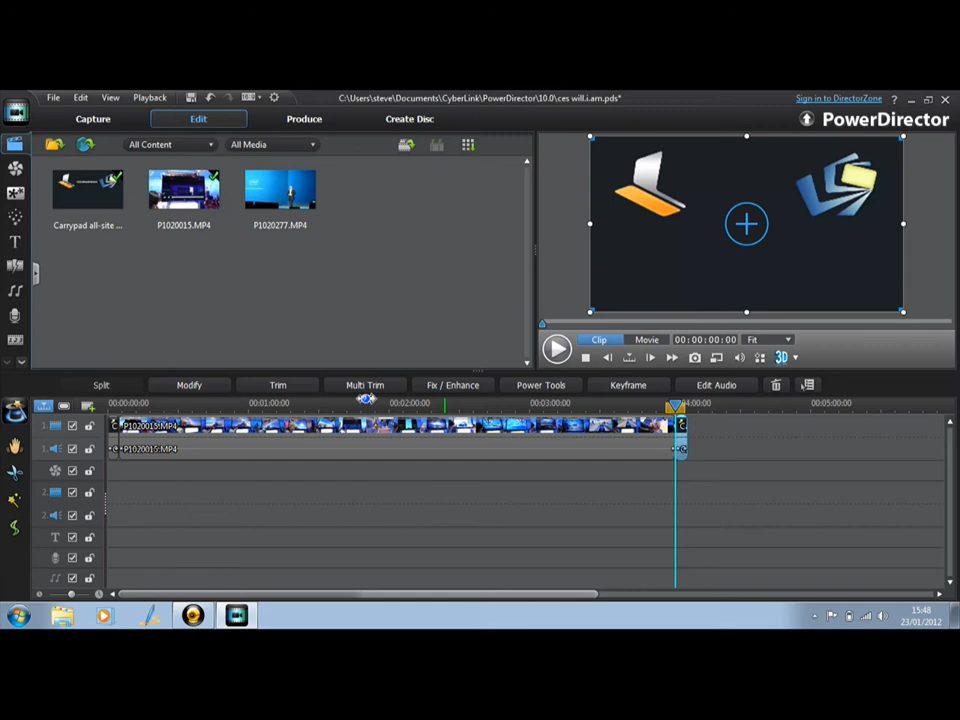 File Edit View Playback C:\Users\steve\Documents\CyberLink\PowerDirector\10.0\ces will.i.am.pds* Sign in to DirectorZone ?
Capture Edit Produce Create Disc PowerDirector
All Content All Media
Carrypad all-site ... P1020015.MP4 P1020277.MP4
Clip Movie 00:00:00:00 Fit
3D
Split Modify Trim Multi Trim Fix / Enhance Power Tools Keyframe Edit Audio
00:00:00:00 00:01:00:00 00:02:00:00 00:03:00:00 04:00:00 00:05:00:00
1. P1020015.MP4
1. P1020015.MP4
2.
2.
T
15:48
23/01/2012